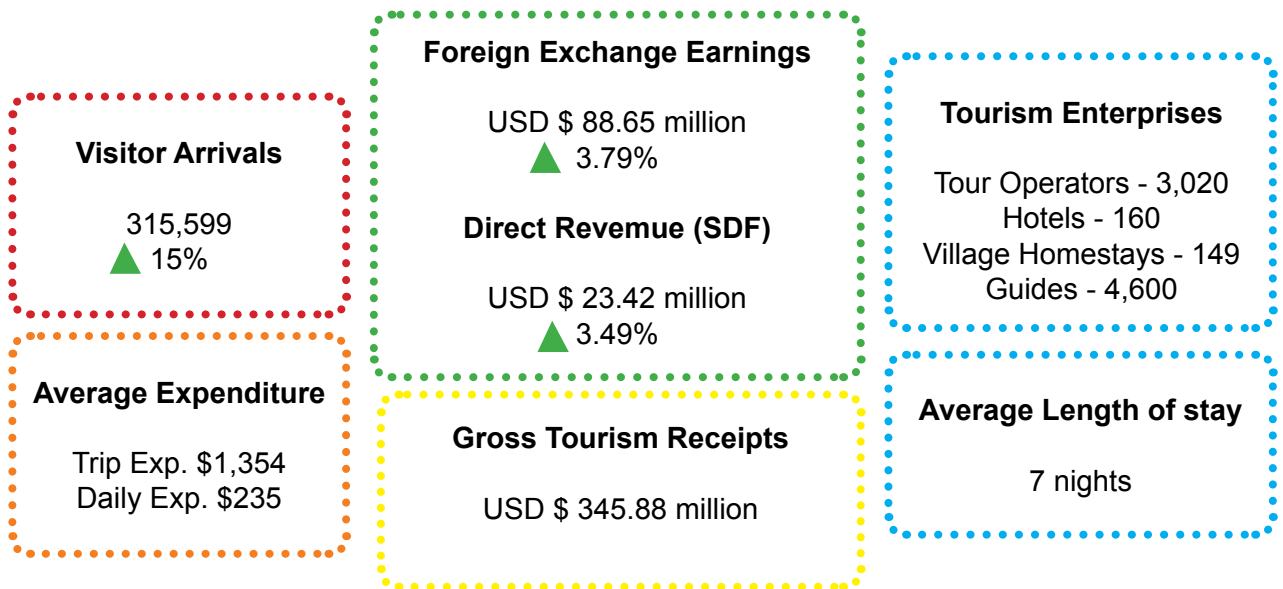 Visitor Arrivals
315,599
15%
Average Expenditure
Trip Exp. $1,354
Daily Exp. $235
Foreign Exchange Earnings
USD $ 88.65 million
3.79%
Direct Revemue (SDF)
USD $ 23.42 million
3.49%
Gross Tourism Receipts
USD $ 345.88 million
Tourism Enterprises
Tour Operators - 3,020
Hotels - 160
Village Homestays - 149
Guides - 4,600
Average Length of stay
7 nights